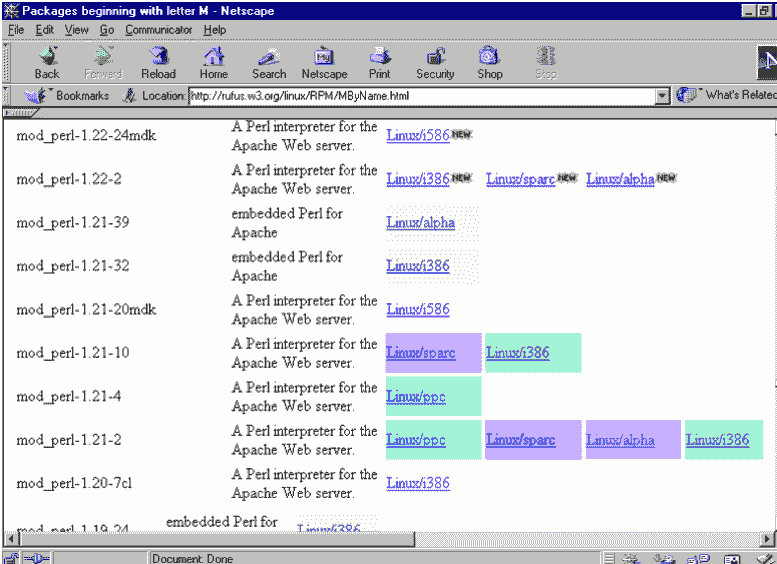 Packages beginning with letter M - Netscape
File Edit View Go Communicator Help
Back Forward Reload Home Search Netscape Print Security Shop Stop
Bookmarks Location: http://rufus.w3.org/linux/RPM/MByName.html What's Related
mod_perl-1.22-24mdk A Perl interpreter for the Apache Web server. Linux/i586 NEW
mod_perl-1.22-2 A Perl interpreter for the Apache Web server. Linux/i386 NEW Linux/sparc NEW Linux/alpha NEW
mod_perl-1.21-39 embedded Perl for Apache Linux/alpha
mod_perl-1.21-32 embedded Perl for Apache Linux/i386
mod_perl-1.21-20mdk A Perl interpreter for the Apache Web server. Linux/i586
mod_perl-1.21-10 A Perl interpreter for the Apache Web server. Linux/sparc Linux/i386
mod_perl-1.21-4 A Perl interpreter for the Apache Web server. Linux/ppc
mod_perl-1.21-2 A Perl interpreter for the Apache Web server. Linux/ppc Linux/sparc Linux/alpha Linux/i386
mod_perl-1.20-7cl A Perl interpreter for the Apache Web server. Linux/i386
mod_perl-1.19-24 embedded Perl for Linux/i386
Document: Done